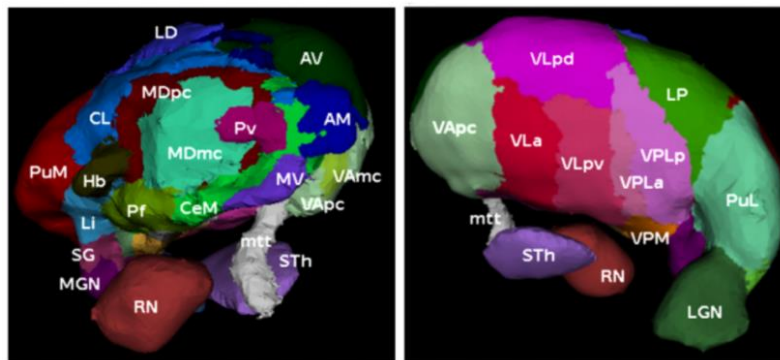 LD
AV
MDpc
CL
AM
Pv
MDmc
PuM
VAmc
Hb
MV
VApc
Pf
CeM
Li
mtt
SG
STh
MGN
RN
VLpd
LP
VApc
VLa
VLpv
VPLp
VPLa
PuL
mtt
VPM
STh
RN
LGN